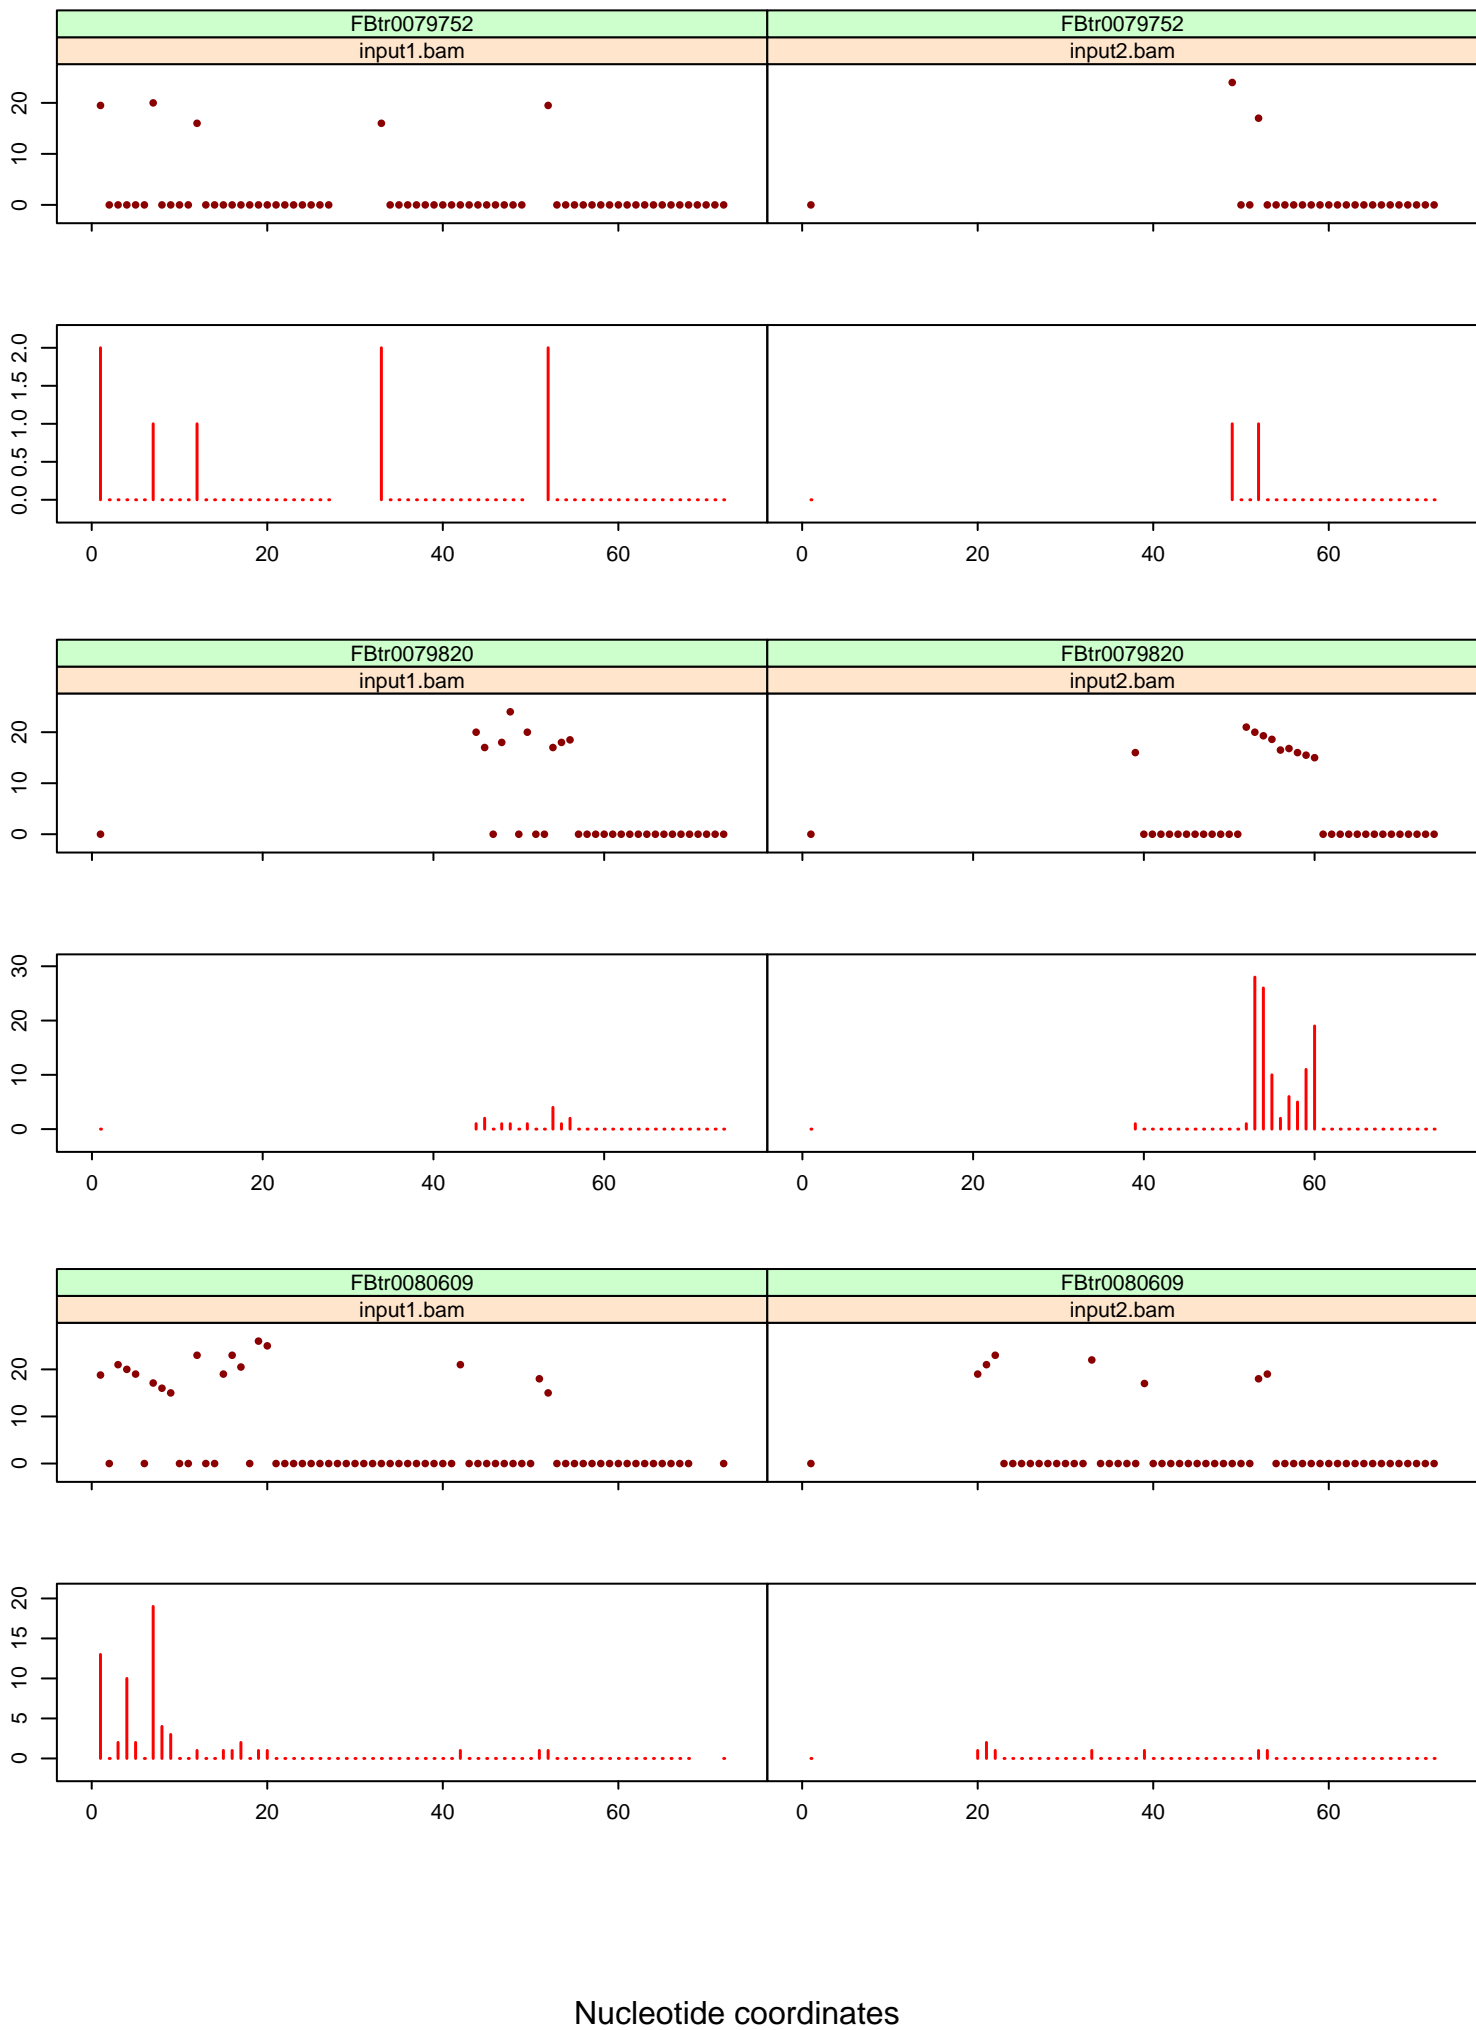 FBtr0079752 FBtr0079752
input1.bam input2.bam
20
10
0
2.0
1.5
1.0
0.5
0.0
0 20 40 60 0 20 40 60
FBtr0079820 FBtr0079820
input1.bam input2.bam
20
10
0
30
20
10
0
0 20 40 60 0 20 40 60
FBtr0080609 FBtr0080609
input1.bam input2.bam
20
10
0
20
15
10
5
0
0 20 40 60 0 20 40 60
Nucleotide coordinates